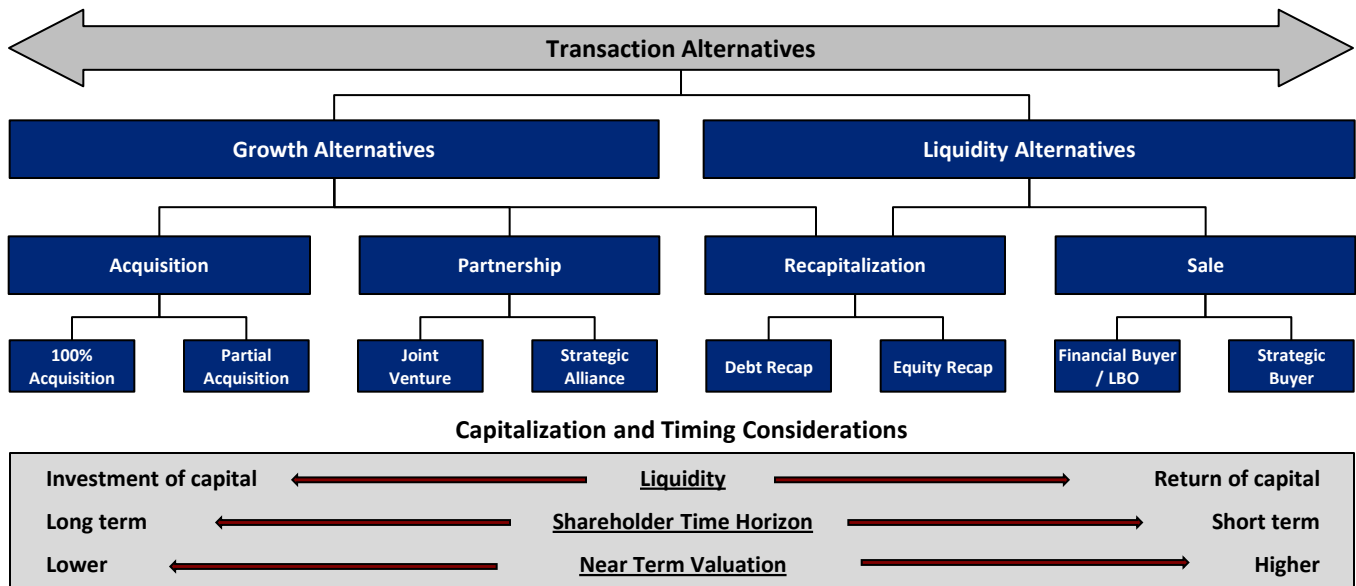 Transaction Alternatives
Growth Alternatives
Liquidity Alternatives
Acquisition
Partnership
Recapitalization
Sale
100%
Acquisition
Partial
Acquisition
Joint
Venture
Strategic
Alliance
Debt Recap
Equity Recap
Financial Buyer
/ LBO
Strategic
Buyer
Capitalization and Timing Considerations
Investment of capital Liquidity Return of capital
Long term Shareholder Time Horizon Short term
Lower Near Term Valuation Higher